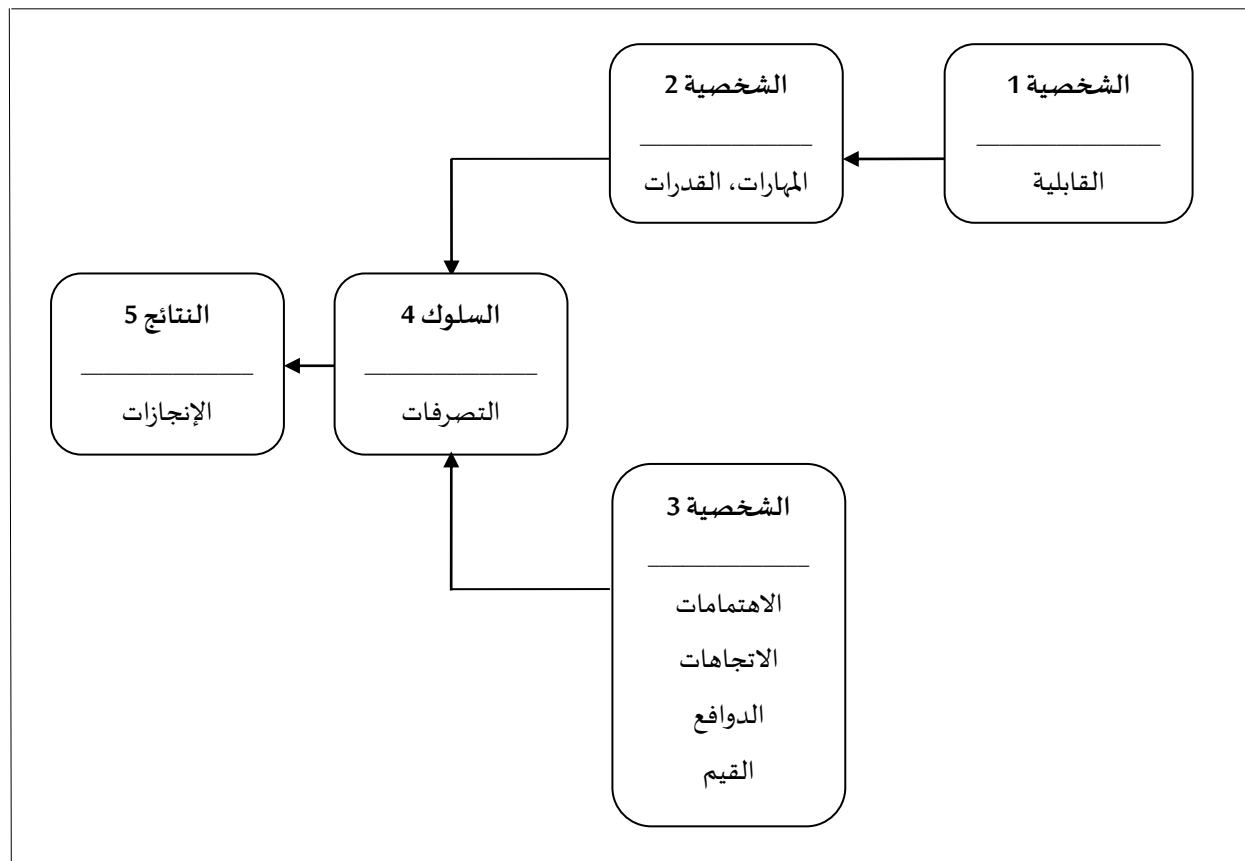 الشخصية 1
القابلية
الشخصية 2
المهارات، القدرات
السلوك 4
التصرفات
النتائج 5
الإنجازات
الشخصية 3
الاهتمامات
الاتجاهات
الدوافع
القيم